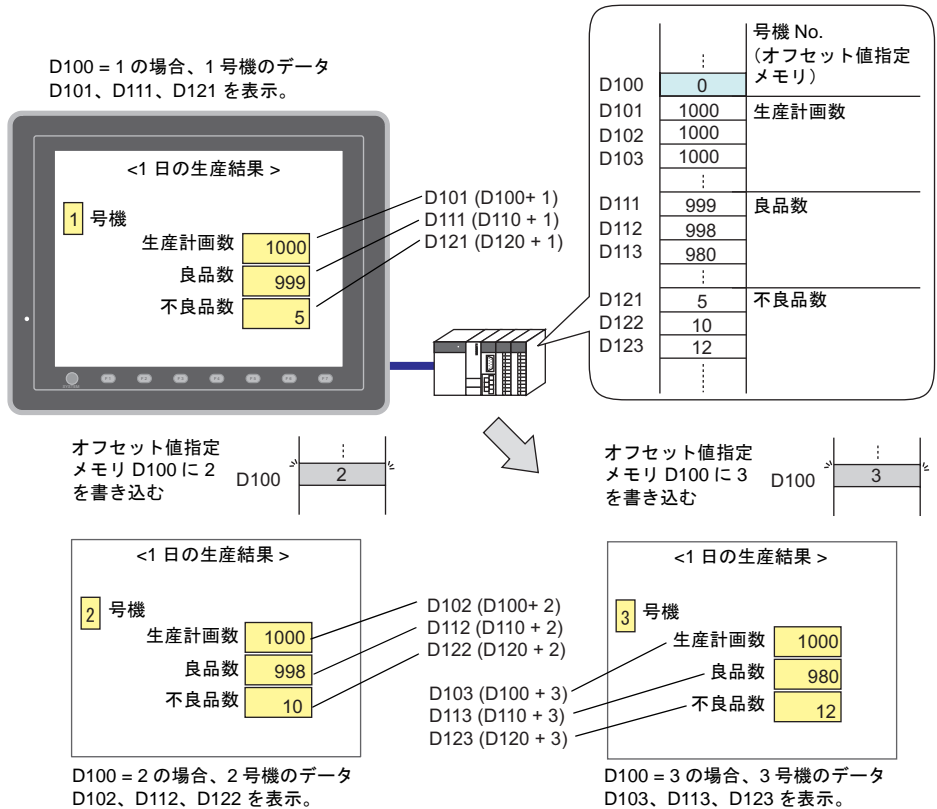 D100 = 1 の場合、1 号機のデータ
D101、D111、D121 を表示。
<1 日の生産結果 >
1 号機
生産計画数 1000
良品数 999
不良品数 5
D101 (D100+ 1)
D111 (D110 + 1)
D121 (D120 + 1)
号機 No.
(オフセット値指定
メモリ)
D100 0
D101 1000 生産計画数
D102 1000
D103 1000
D111 999 良品数
D112 998
D113 980
D121 5 不良品数
D122 10
D123 12
オフセット値指定
メモリ D100 に 2
を書き込む
D100 2
オフセット値指定
メモリ D100 に 3
を書き込む
D100 3
<1 日の生産結果 >
2 号機
生産計画数 1000
良品数 998
不良品数 10
D102 (D100+ 2)
D112 (D110 + 2)
D122 (D120 + 2)
D103 (D100 + 3)
D113 (D110 + 3)
D123 (D120 + 3)
<1 日の生産結果 >
3 号機
生産計画数 1000
良品数 980
不良品数 12
D100 = 2 の場合、2 号機のデータ
D102、D112、D122 を表示。
D100 = 3 の場合、3 号機のデータ
D103、D113、D123 を表示。